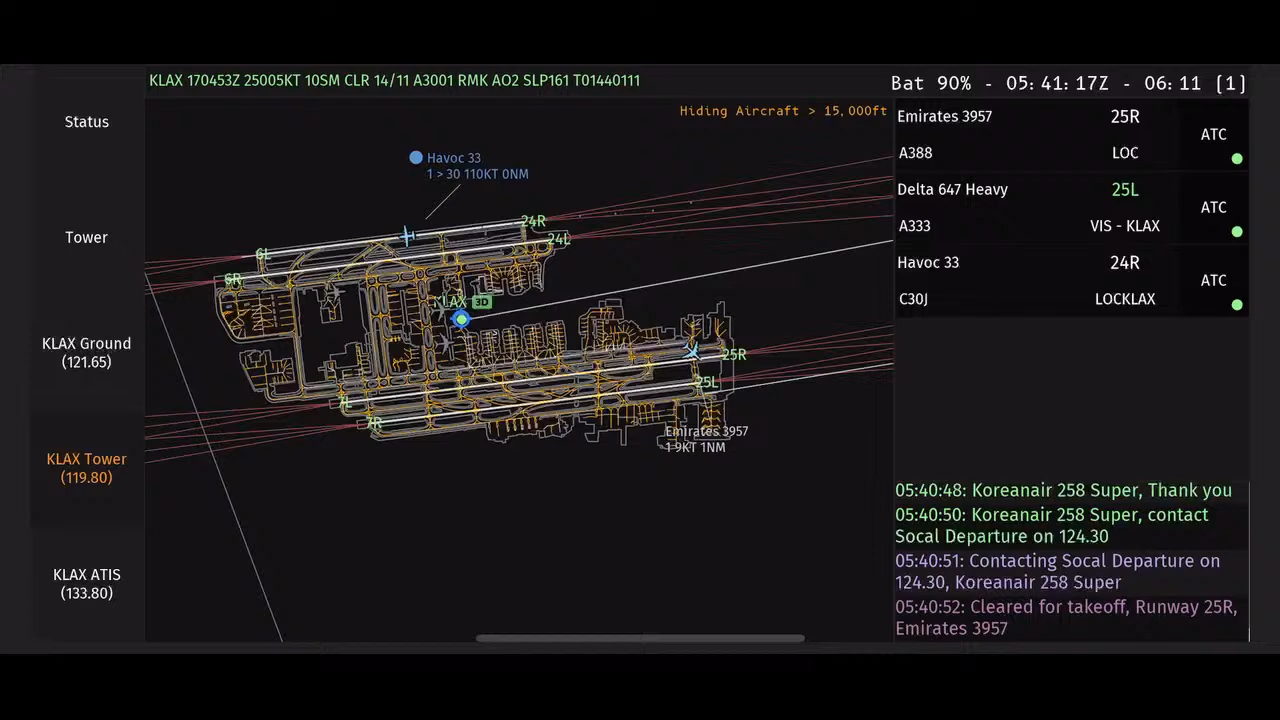 KLAX 170453Z 25005KT 10SM CLR 14/11 A3001 RMK AO2 SLP161 T01440111
Bat 90% - 05:41:17Z - 06:11 [1]
Hiding Aircraft > 15,000ft
Status
Tower
KLAX Ground
(121.65)
KLAX Tower
(119.80)
KLAX ATIS
(133.80)
Havoc 33
1 > 30 110KT 0NM
24R
24L
6L
6R
KLAX 3D
25R
25L
7L
7R
Emirates 3957
1 9KT 1NM
Emirates 3957
25R
ATC
A388
LOC
Delta 647 Heavy
25L
ATC
A333
VIS - KLAX
Havoc 33
24R
ATC
C30J
LOCKLAX
05:40:48: Koreanair 258 Super, Thank you
05:40:50: Koreanair 258 Super, contact
Socal Departure on 124.30
05:40:51: Contacting Socal Departure on
124.30, Koreanair 258 Super
05:40:52: Cleared for takeoff, Runway 25R,
Emirates 3957